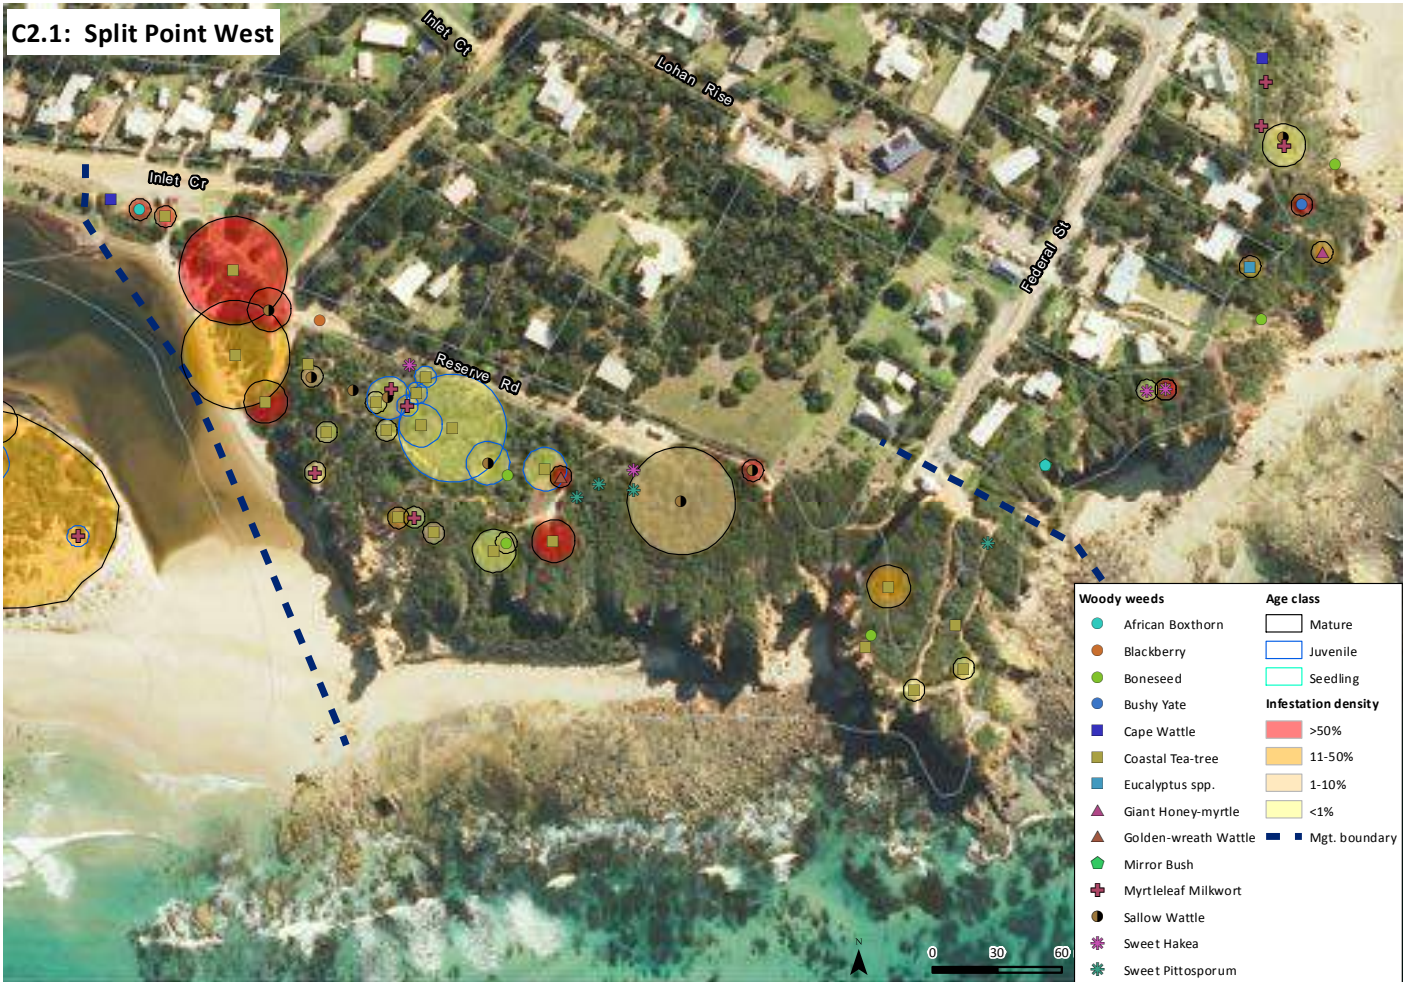 C2.1: Split Point West
Inlet Ct
Lohan Rise
Inlet Cr
Federal St
Reserve Rd
N
0 30 60
Woody weeds
African Boxthorn
Blackberry
Boneseed
Bushy Yate
Cape Wattle
Coastal Tea-tree
Eucalyptus spp.
Giant Honey-myrtle
Golden-wreath Wattle
Mirror Bush
Myrtleleaf Milkwort
Sallow Wattle
Sweet Hakea
Sweet Pittosporum
Age class
Mature
Juvenile
Seedling
Infestation density
>50%
11-50%
1-10%
<1%
Mgt. boundary